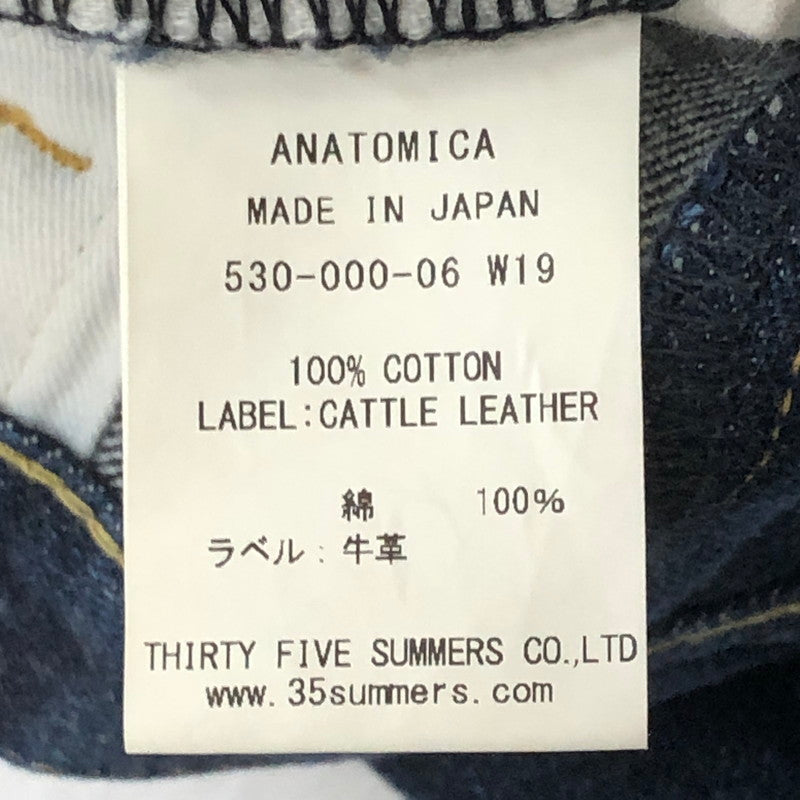 ANATOMICA
MADE IN JAPAN
530-000-06 W19
100% COTTON
LABEL:CATTLE LEATHER
綿 100%
ラベル:牛革
THIRTY FIVE SUMMERS CO.,LTD
www.35summers.com